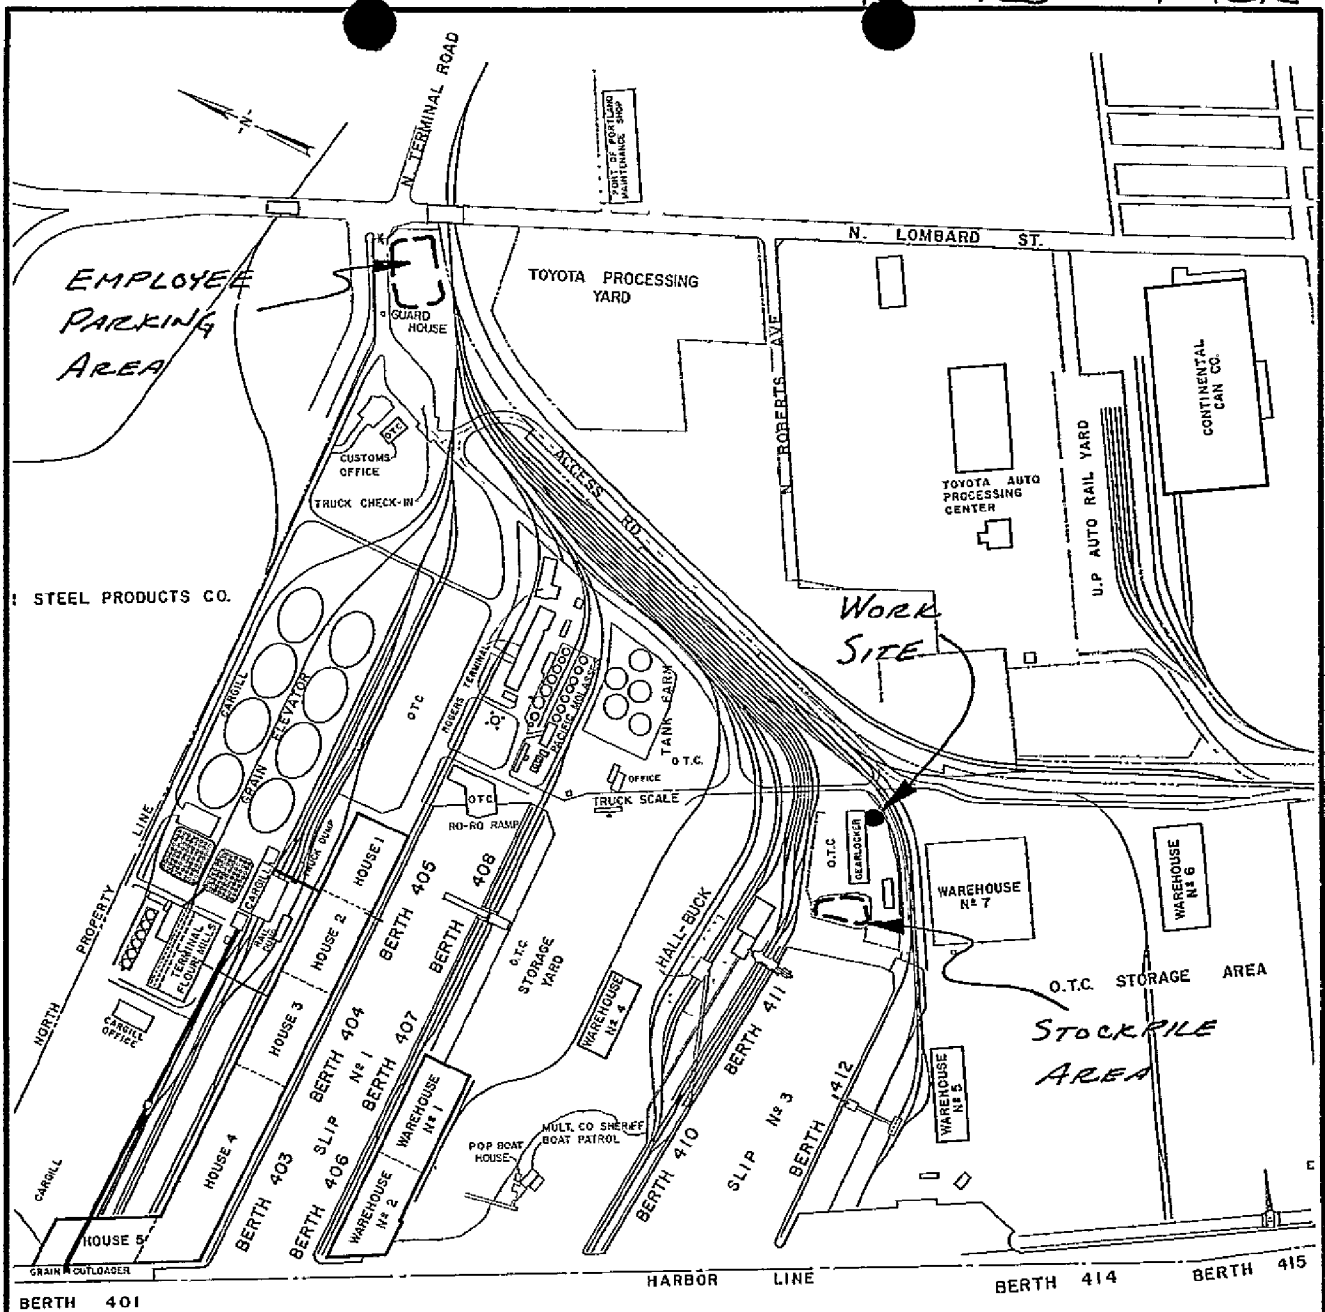 N. TERMINAL ROAD
-N-
PORT OF PORTLAND
MAINTENANCE SHOP
N. LOMBARD ST.
EMPLOYEE
PARKING
AREA
GUARD
HOUSE
TOYOTA PROCESSING
YARD
N ROBERTS AVE
CONTINENTAL
CAN CO.
O.T.C.
CUSTOMS
OFFICE
TRUCK CHECK-IN
ACCESS RD.
TOYOTA AUTO
PROCESSING
CENTER
U.P AUTO RAIL YARD
STEEL PRODUCTS CO.
WORK
SITE
CARGILL
GRAIN ELEVATOR
O.T.C
ROGERS TERMINAL
PACIFIC MOLASSES
TANK FARM
O.T.C.
OFFICE
TRUCK SCALE
O.T.C.
RO-RO RAMP
NORTH PROPERTY LINE
TRUCK DUMP
HOUSE 1
CARGILL
RAIL DUMP
TERMINAL
FLOUR MILLS
CARGILL
OFFICE
HOUSE 2
BERTH 405
BERTH 408
O.T.C.
STORAGE
YARD
HALL-BUCK
O.T.C
GEARLOCKER
WAREHOUSE
Nº 7
WAREHOUSE
Nº 6
O.T.C. STORAGE AREA
STOCKPILE
AREA
HOUSE 3
BERTH 404
SLIP Nº 1
BERTH 407
WAREHOUSE
Nº 4
BERTH 411
BERTH 412
WAREHOUSE
Nº 5
HOUSE 4
BERTH 403
BERTH 406
WAREHOUSE
Nº 1
WAREHOUSE
Nº 2
POP BOAT
HOUSE
MULT. CO SHERIFF
BOAT PATROL
BERTH 410
SLIP Nº 3
CARGILL
HOUSE 5
GRAIN OUTLOADER
HARBOR LINE
BERTH 414
BERTH 415
BERTH 401